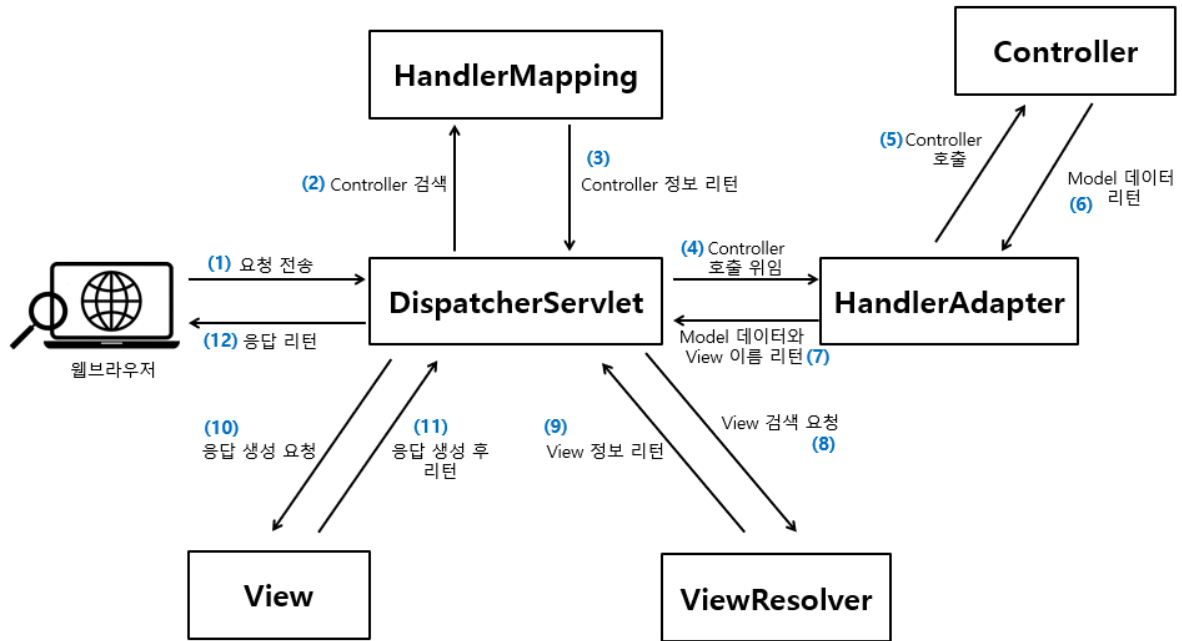 Controller
HandlerMapping
(5) Controller
호출
(3)
(2) Controller 검색
Controller 정보 리턴
Model 데이터
(6) 리턴
(1) 요청 전송
(4) Controller
호출 위임
DispatcherServlet
HandlerAdapter
(12) 응답 리턴
Model 데이터와
View 이름 리턴 (7)
웹브라우저
(10)
응답 생성 요청
(11)
응답 생성 후
리턴
(9)
View 정보 리턴
View 검색 요청
(8)
View
ViewResolver